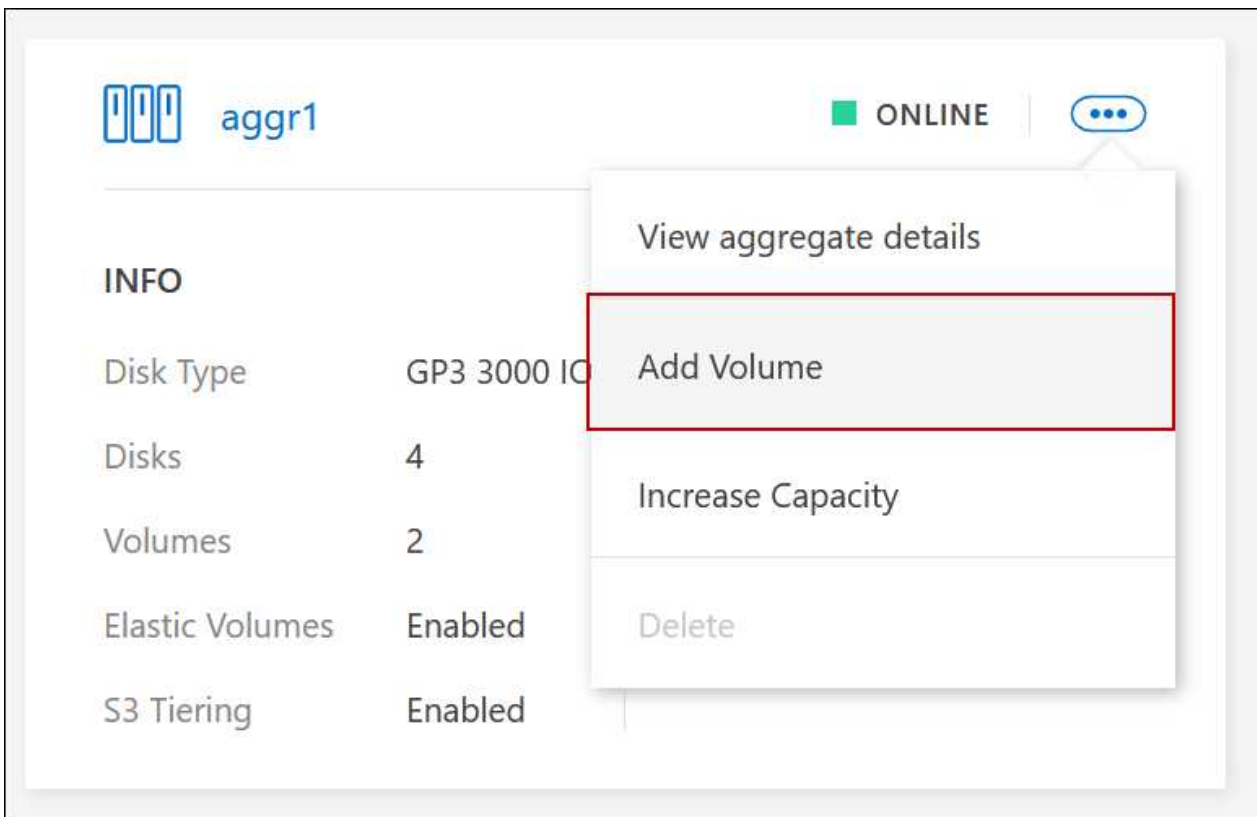 aggr1
ONLINE
View aggregate details
INFO
Add Volume
Disk Type GP3 3000 IO
Disks 4
Increase Capacity
Volumes 2
Elastic Volumes Enabled
Delete
S3 Tiering Enabled